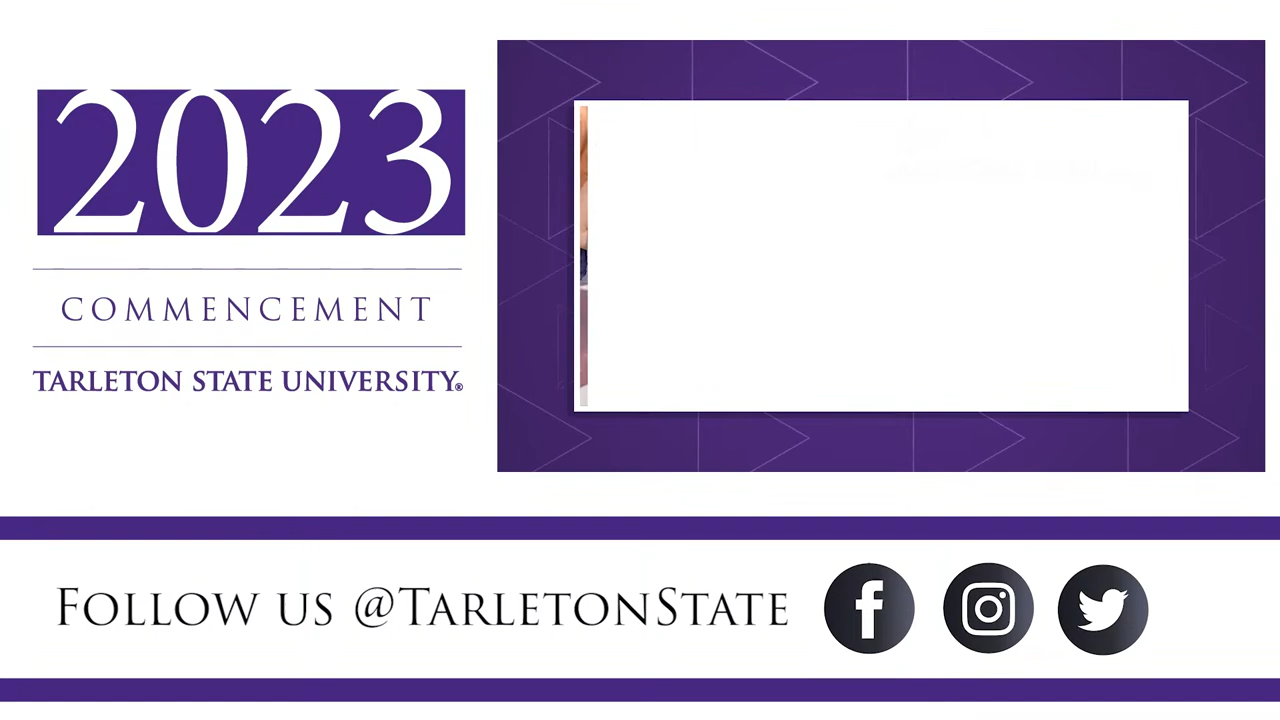 2023
COMMENCEMENT
TARLETON STATE UNIVERSITY®
FOLLOW US @TARLETONSTATE